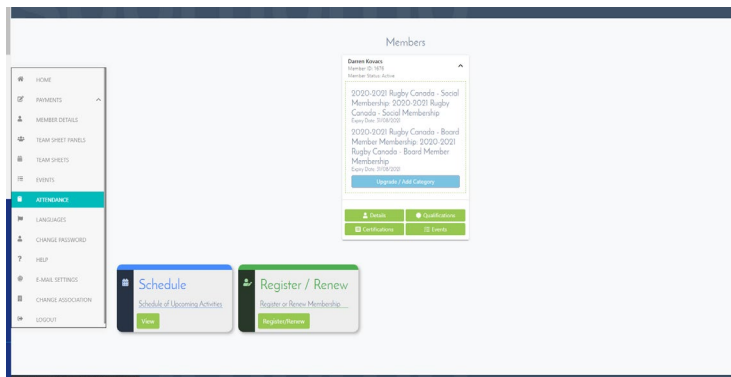 Members
Darren Kovacs
Member ID: 1676
Member Status: Active
2020-2021 Rugby Canada - Social
Membership: 2020-2021 Rugby
Canada - Social Membership
Expiry Date: 31/08/2021
2020-2021 Rugby Canada - Board
Member Membership: 2020-2021
Rugby Canada - Board Member
Membership
Expiry Date: 31/08/2021
Upgrade / Add Category
Details
Qualifications
Certifications
Events
HOME
PAYMENTS
MEMBER DETAILS
TEAM SHEET PANELS
TEAM SHEETS
EVENTS
ATTENDANCE
LANGUAGES
CHANGE PASSWORD
HELP
E-MAIL SETTINGS
CHANGE ASSOCIATION
LOGOUT
Schedule
Schedule of Upcoming Activities
View
Register / Renew
Register or Renew Membership
Register/Renew